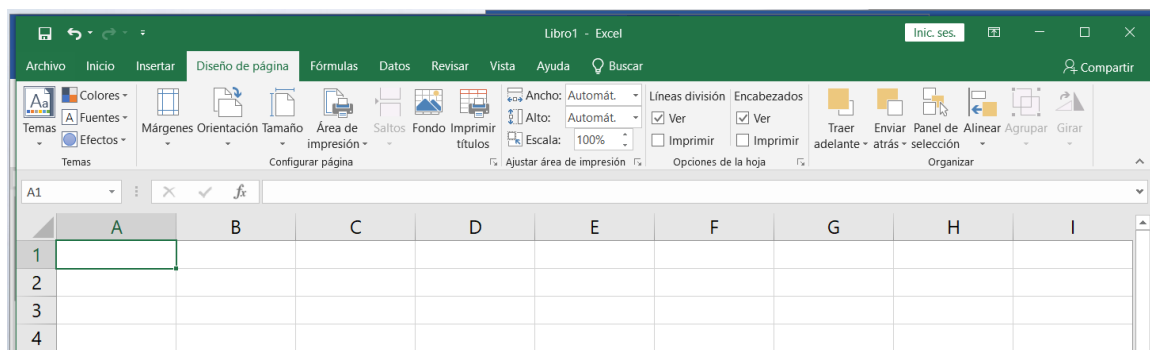 Libro1 - Excel
Inic. ses.
Archivo Inicio Insertar Diseño de página Fórmulas Datos Revisar Vista Ayuda Buscar
Compartir
Aa Colores Ancho: Automát. Líneas división Encabezados
A Fuentes Alto: Automát. Ver Ver
Temas Efectos Márgenes Orientación Tamaño Área de impresión Saltos Fondo Imprimir títulos Escala: 100% Imprimir Imprimir Traer adelante Enviar atrás Panel de selección Alinear Agrupar Girar
Temas Configurar página Ajustar área de impresión Opciones de la hoja Organizar
A1 fx
A B C D E F G H I
1
2
3
4